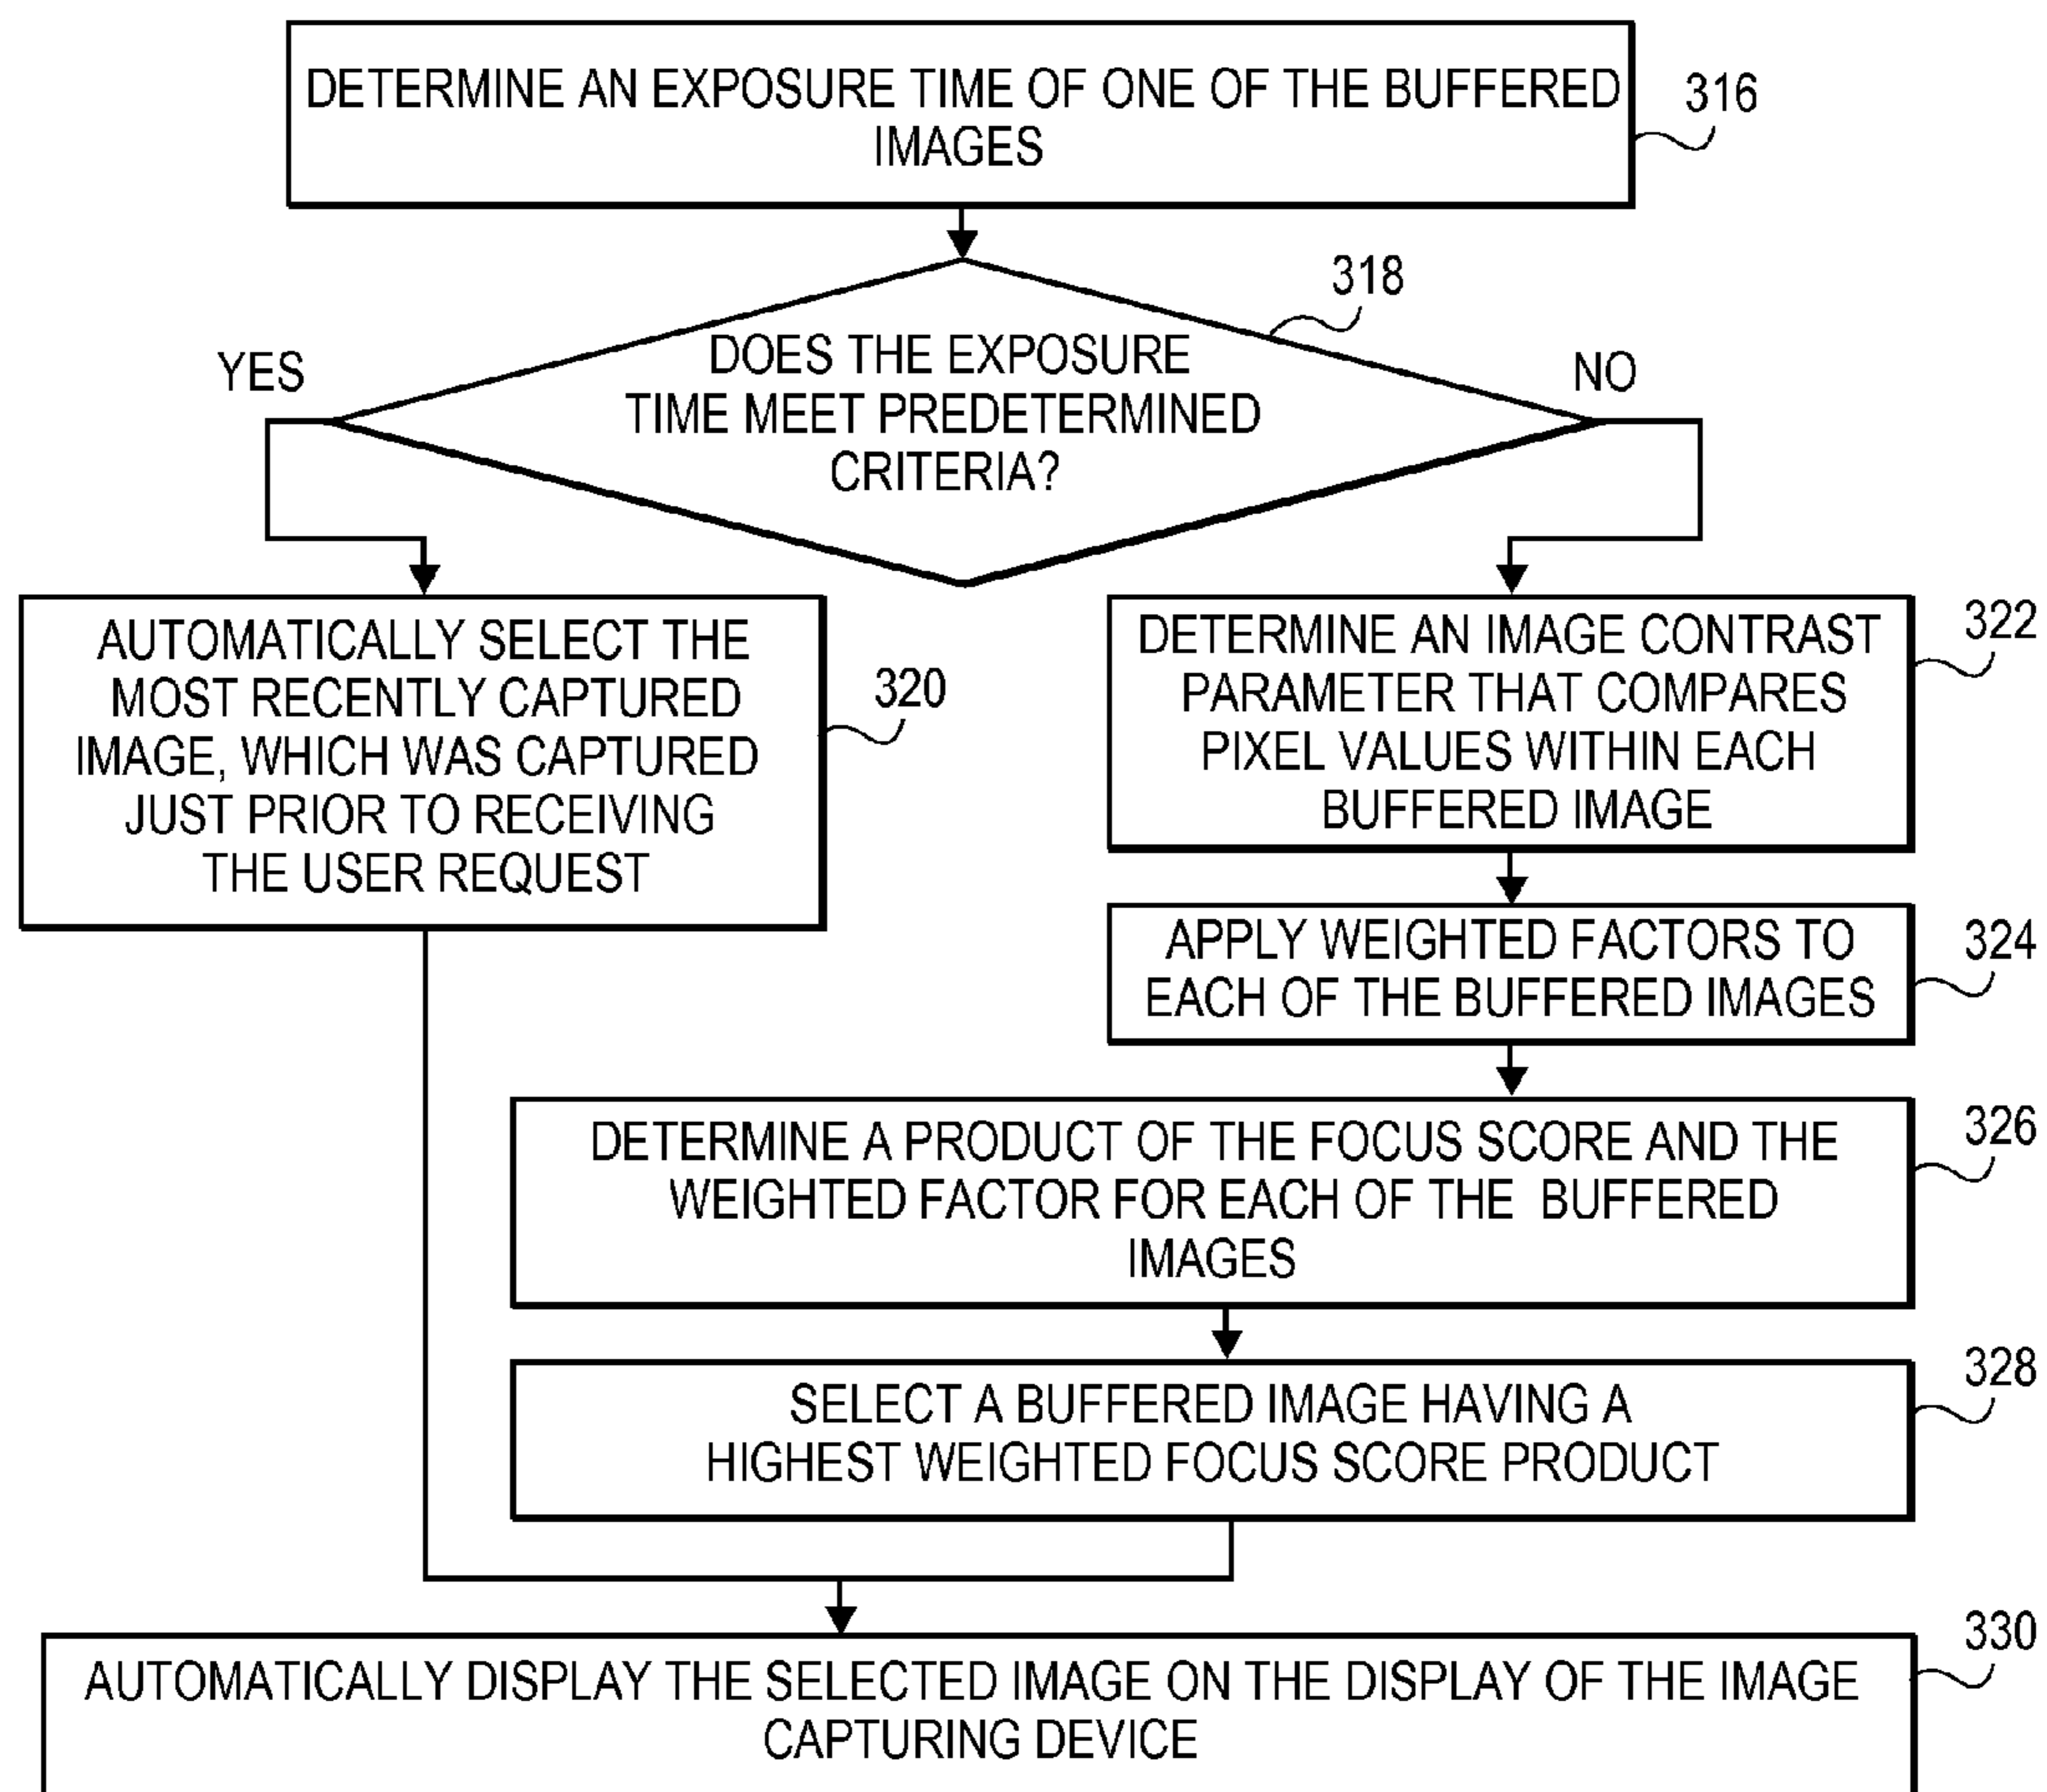 DETERMINE AN EXPOSURE TIME OF ONE OF THE BUFFERED
IMAGES
316
318
DOES THE EXPOSURE
TIME MEET PREDETERMINED
CRITERIA?
YES
NO
AUTOMATICALLY SELECT THE
MOST RECENTLY CAPTURED
IMAGE, WHICH WAS CAPTURED
JUST PRIOR TO RECEIVING
THE USER REQUEST
320
DETERMINE AN IMAGE CONTRAST
PARAMETER THAT COMPARES
PIXEL VALUES WITHIN EACH
BUFFERED IMAGE
322
APPLY WEIGHTED FACTORS TO
EACH OF THE BUFFERED IMAGES
324
DETERMINE A PRODUCT OF THE FOCUS SCORE AND THE
WEIGHTED FACTOR FOR EACH OF THE BUFFERED
IMAGES
326
SELECT A BUFFERED IMAGE HAVING A
HIGHEST WEIGHTED FOCUS SCORE PRODUCT
328
AUTOMATICALLY DISPLAY THE SELECTED IMAGE ON THE DISPLAY OF THE IMAGE
CAPTURING DEVICE
330